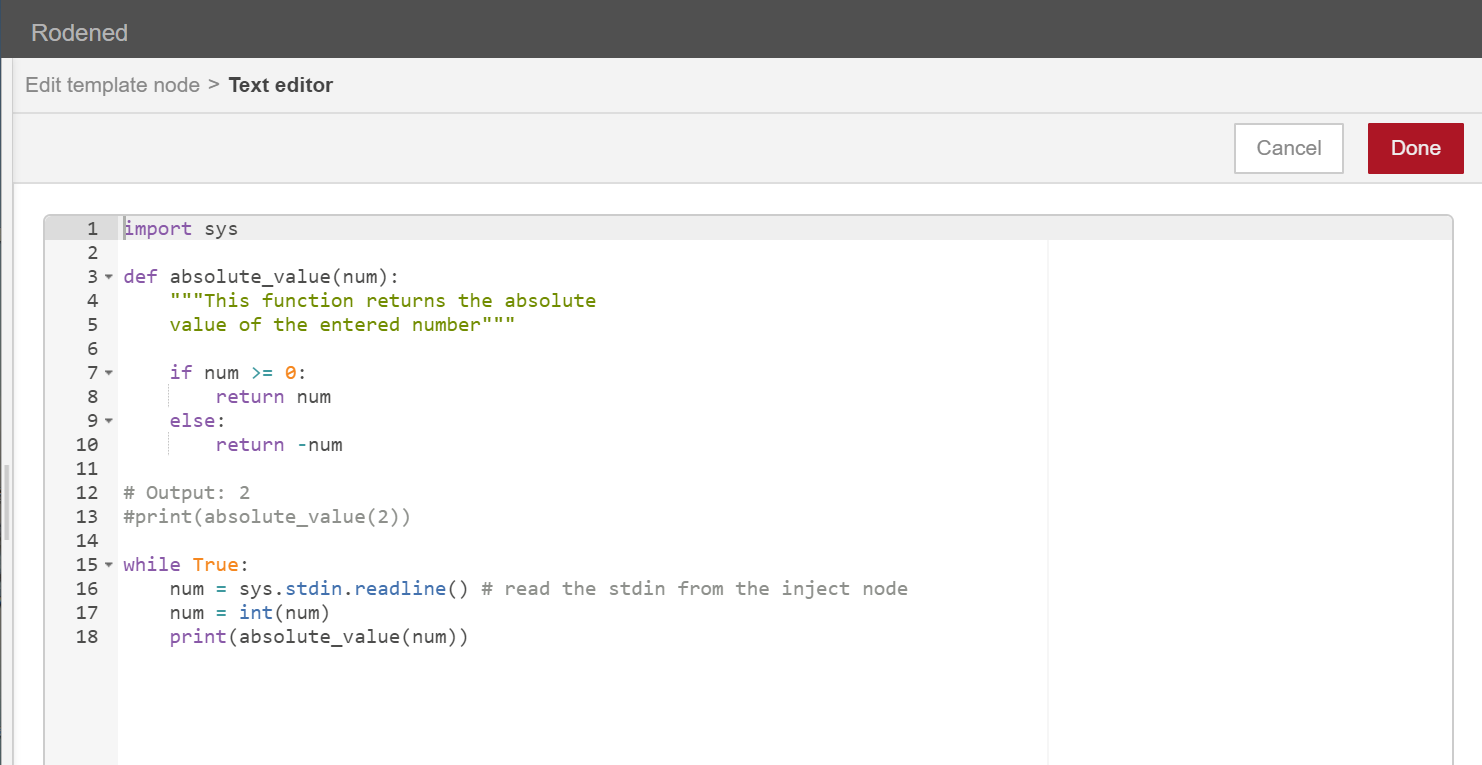 Rodened
Edit template node > Text editor
Cancel Done
1 import sys
2
3 def absolute_value(num):
4     """This function returns the absolute
5     value of the entered number"""
6
7     if num >= 0:
8         return num
9     else:
10         return -num
11
12 # Output: 2
13 #print(absolute_value(2))
14
15 while True:
16     num = sys.stdin.readline() # read the stdin from the inject node
17     num = int(num)
18     print(absolute_value(num))